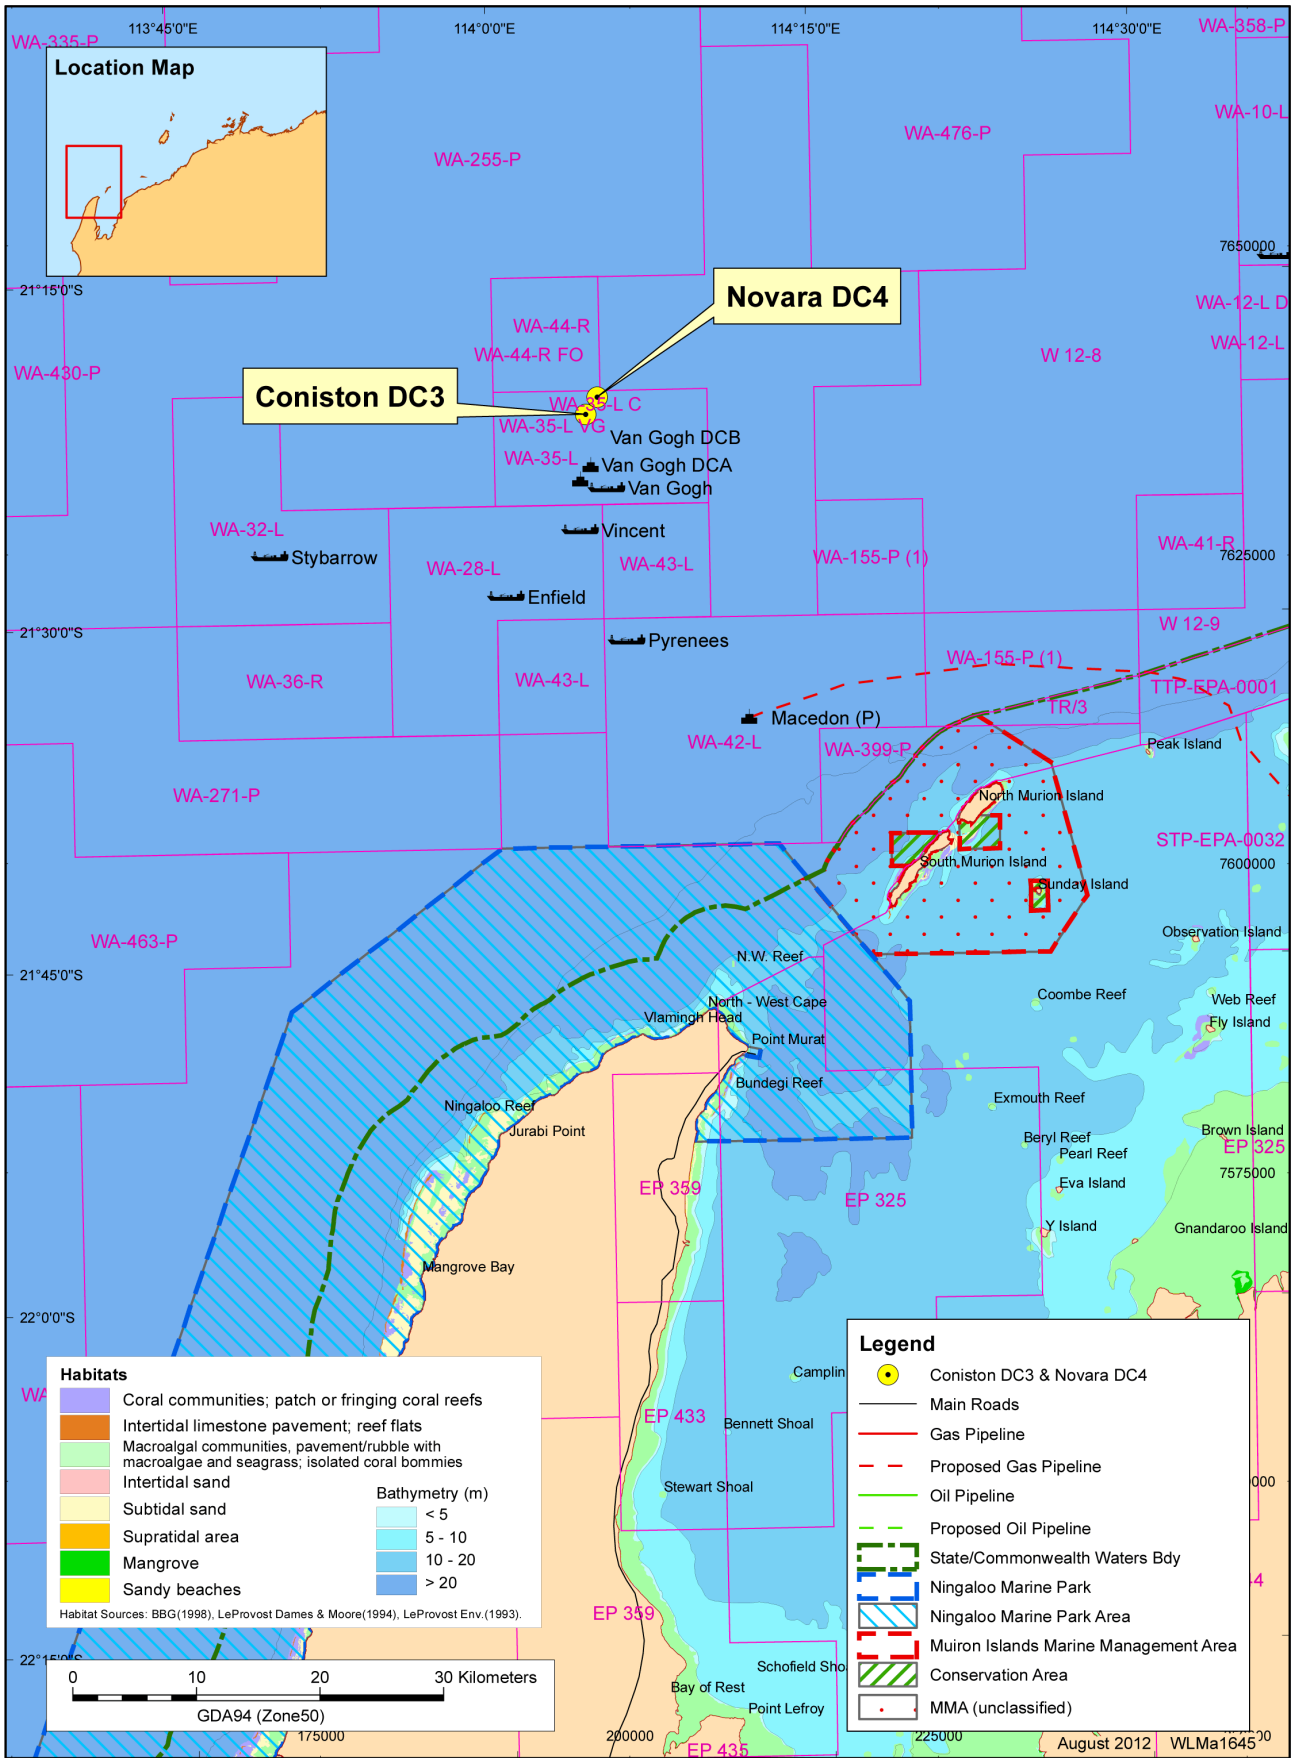 113°45'0"E
114°0'0"E
114°15'0"E
114°30'0"E
WA-335-P
WA-358-P
Location Map
WA-10-L
WA-476-P
WA-255-P
7650000
21°15'0"S
Novara DC4
WA-12-L D
WA-44-R
WA-12-L
WA-44-R FO
W 12-8
WA-430-P
Coniston DC3
WA-35-L C
WA-35-L VG
Van Gogh DCB
WA-35-L
Van Gogh DCA
Van Gogh
WA-32-L
Vincent
WA-41-R
Stybarrow
WA-155-P (1)
7625000
WA-28-L
WA-43-L
Enfield
W 12-9
21°30'0"S
Pyrenees
WA-155-P (1)
WA-36-R
WA-43-L
TTP-EPA-0001
TR/3
Macedon (P)
WA-42-L
WA-399-P
Peak Island
WA-271-P
North Murion Island
STP-EPA-0032
South Murion Island
7600000
Sunday Island
WA-463-P
Observation Island
N.W. Reef
21°45'0"S
Coombe Reef
Web Reef
North - West Cape
Vlamingh Head
Fly Island
Point Murat
Bundegi Reef
Exmouth Reef
Ningaloo Reef
Jurabi Point
Brown Island
Beryl Reef
EP 325
Pearl Reef
7575000
EP 359
Eva Island
EP 325
Y Island
Gnandaroo Island
Mangrove Bay
22°0'0"S
Legend
Coniston DC3 & Novara DC4
Main Roads
Gas Pipeline
Proposed Gas Pipeline
Oil Pipeline
Proposed Oil Pipeline
State/Commonwealth Waters Bdy
Ningaloo Marine Park
Ningaloo Marine Park Area
Muiron Islands Marine Management Area
Conservation Area
MMA (unclassified)
Habitats
Coral communities; patch or fringing coral reefs
Intertidal limestone pavement; reef flats
Macroalgal communities, pavement/rubble with
macroalgae and seagrass; isolated coral bommies
Intertidal sand
Subtidal sand
Supratidal area
Mangrove
Sandy beaches
Bathymetry (m)
< 5
5 - 10
10 - 20
> 20
Habitat Sources: BBG(1998), LeProvost Dames & Moore(1994), LeProvost Env.(1993).
WA
Camplin
EP 433
Bennett Shoal
Stewart Shoal
EP 359
22°15'0"S
Schofield Shoa
0 10 20 30 Kilometers
GDA94 (Zone50)
Bay of Rest
Point Lefroy
175000
200000
225000
EP 435
August 2012
WLMa1645